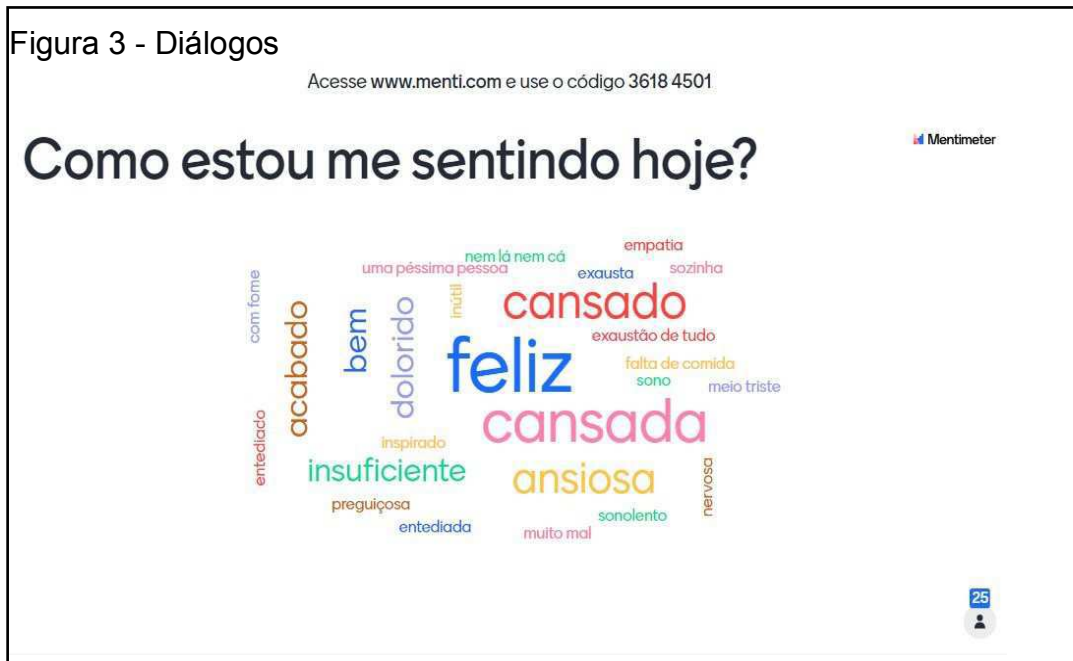 Figura 3 - Diálogos
Acesse www.menti.com e use o código 3618 4501
Como estou me sentindo hoje?
Mentimeter
empatia
nem lá nem cá
uma péssima pessoa
exausta
sozinha
com fome
acabado
bem
dolorido
inútil
cansado
exaustão de tudo
feliz
falta de comida
sono
meio triste
cansada
entediado
inspirado
insuficiente
ansiosa
nervosa
preguiçosa
sonolento
entediada
muito mal
25